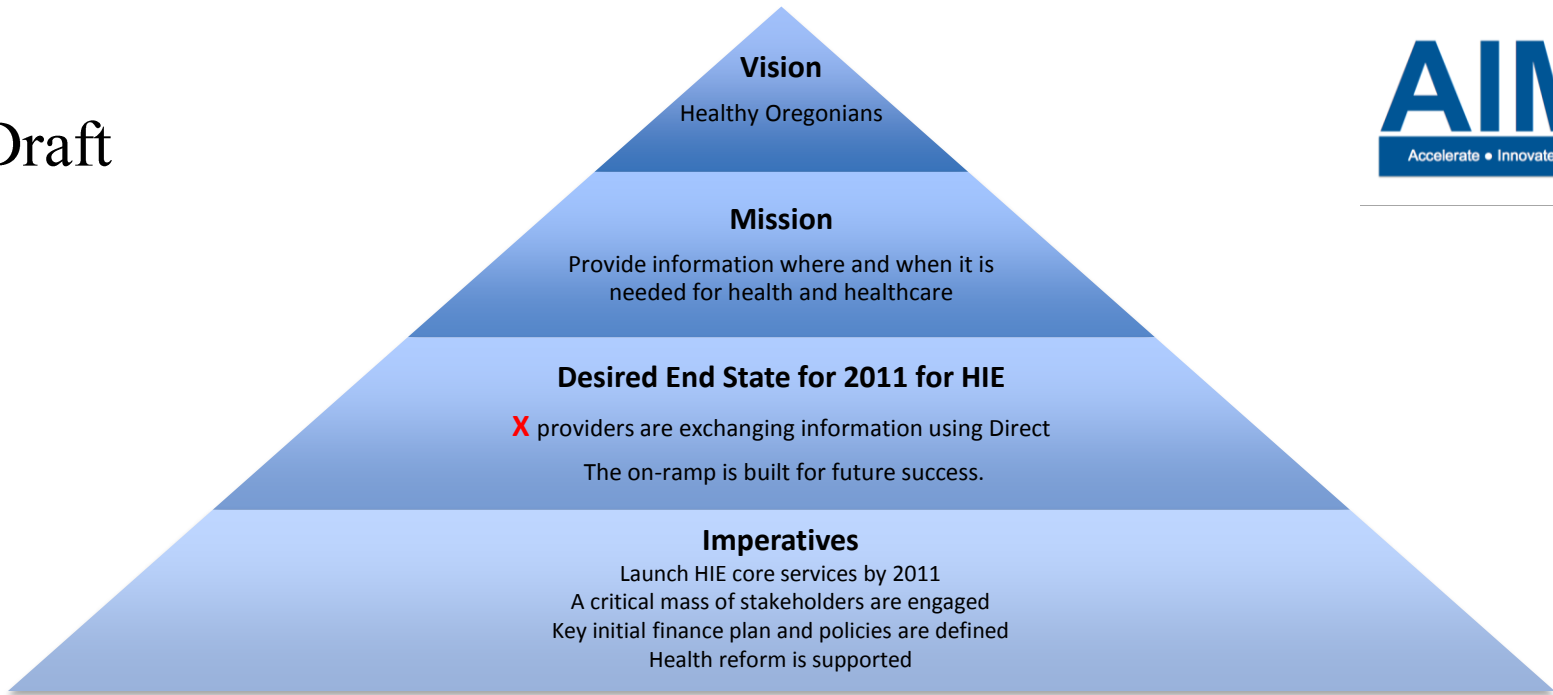 Draft
Vision
Healthy Oregonians
Mission
Provide information where and when it is
needed for health and healthcare
Desired End State for 2011 for HIE
X providers are exchanging information using Direct
The on-ramp is built for future success.
Imperatives
Launch HIE core services by 2011
A critical mass of stakeholders are engaged
Key initial finance plan and policies are defined
Health reform is supported
AIM
Accelerate ● Innovate